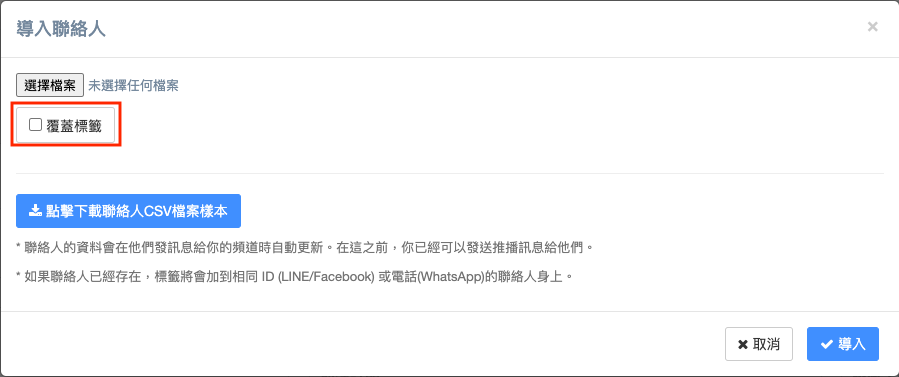 導入聯絡人
×
選擇檔案 未選擇任何檔案
覆蓋標籤
點擊下載聯絡人CSV檔案樣本
* 聯絡人的資料會在他們發訊息給你的頻道時自動更新。在這之前，你已經可以發送推播訊息給他們。
* 如果聯絡人已經存在，標籤將會加到相同 ID (LINE/Facebook) 或電話(WhatsApp)的聯絡人身上。
取消 導入